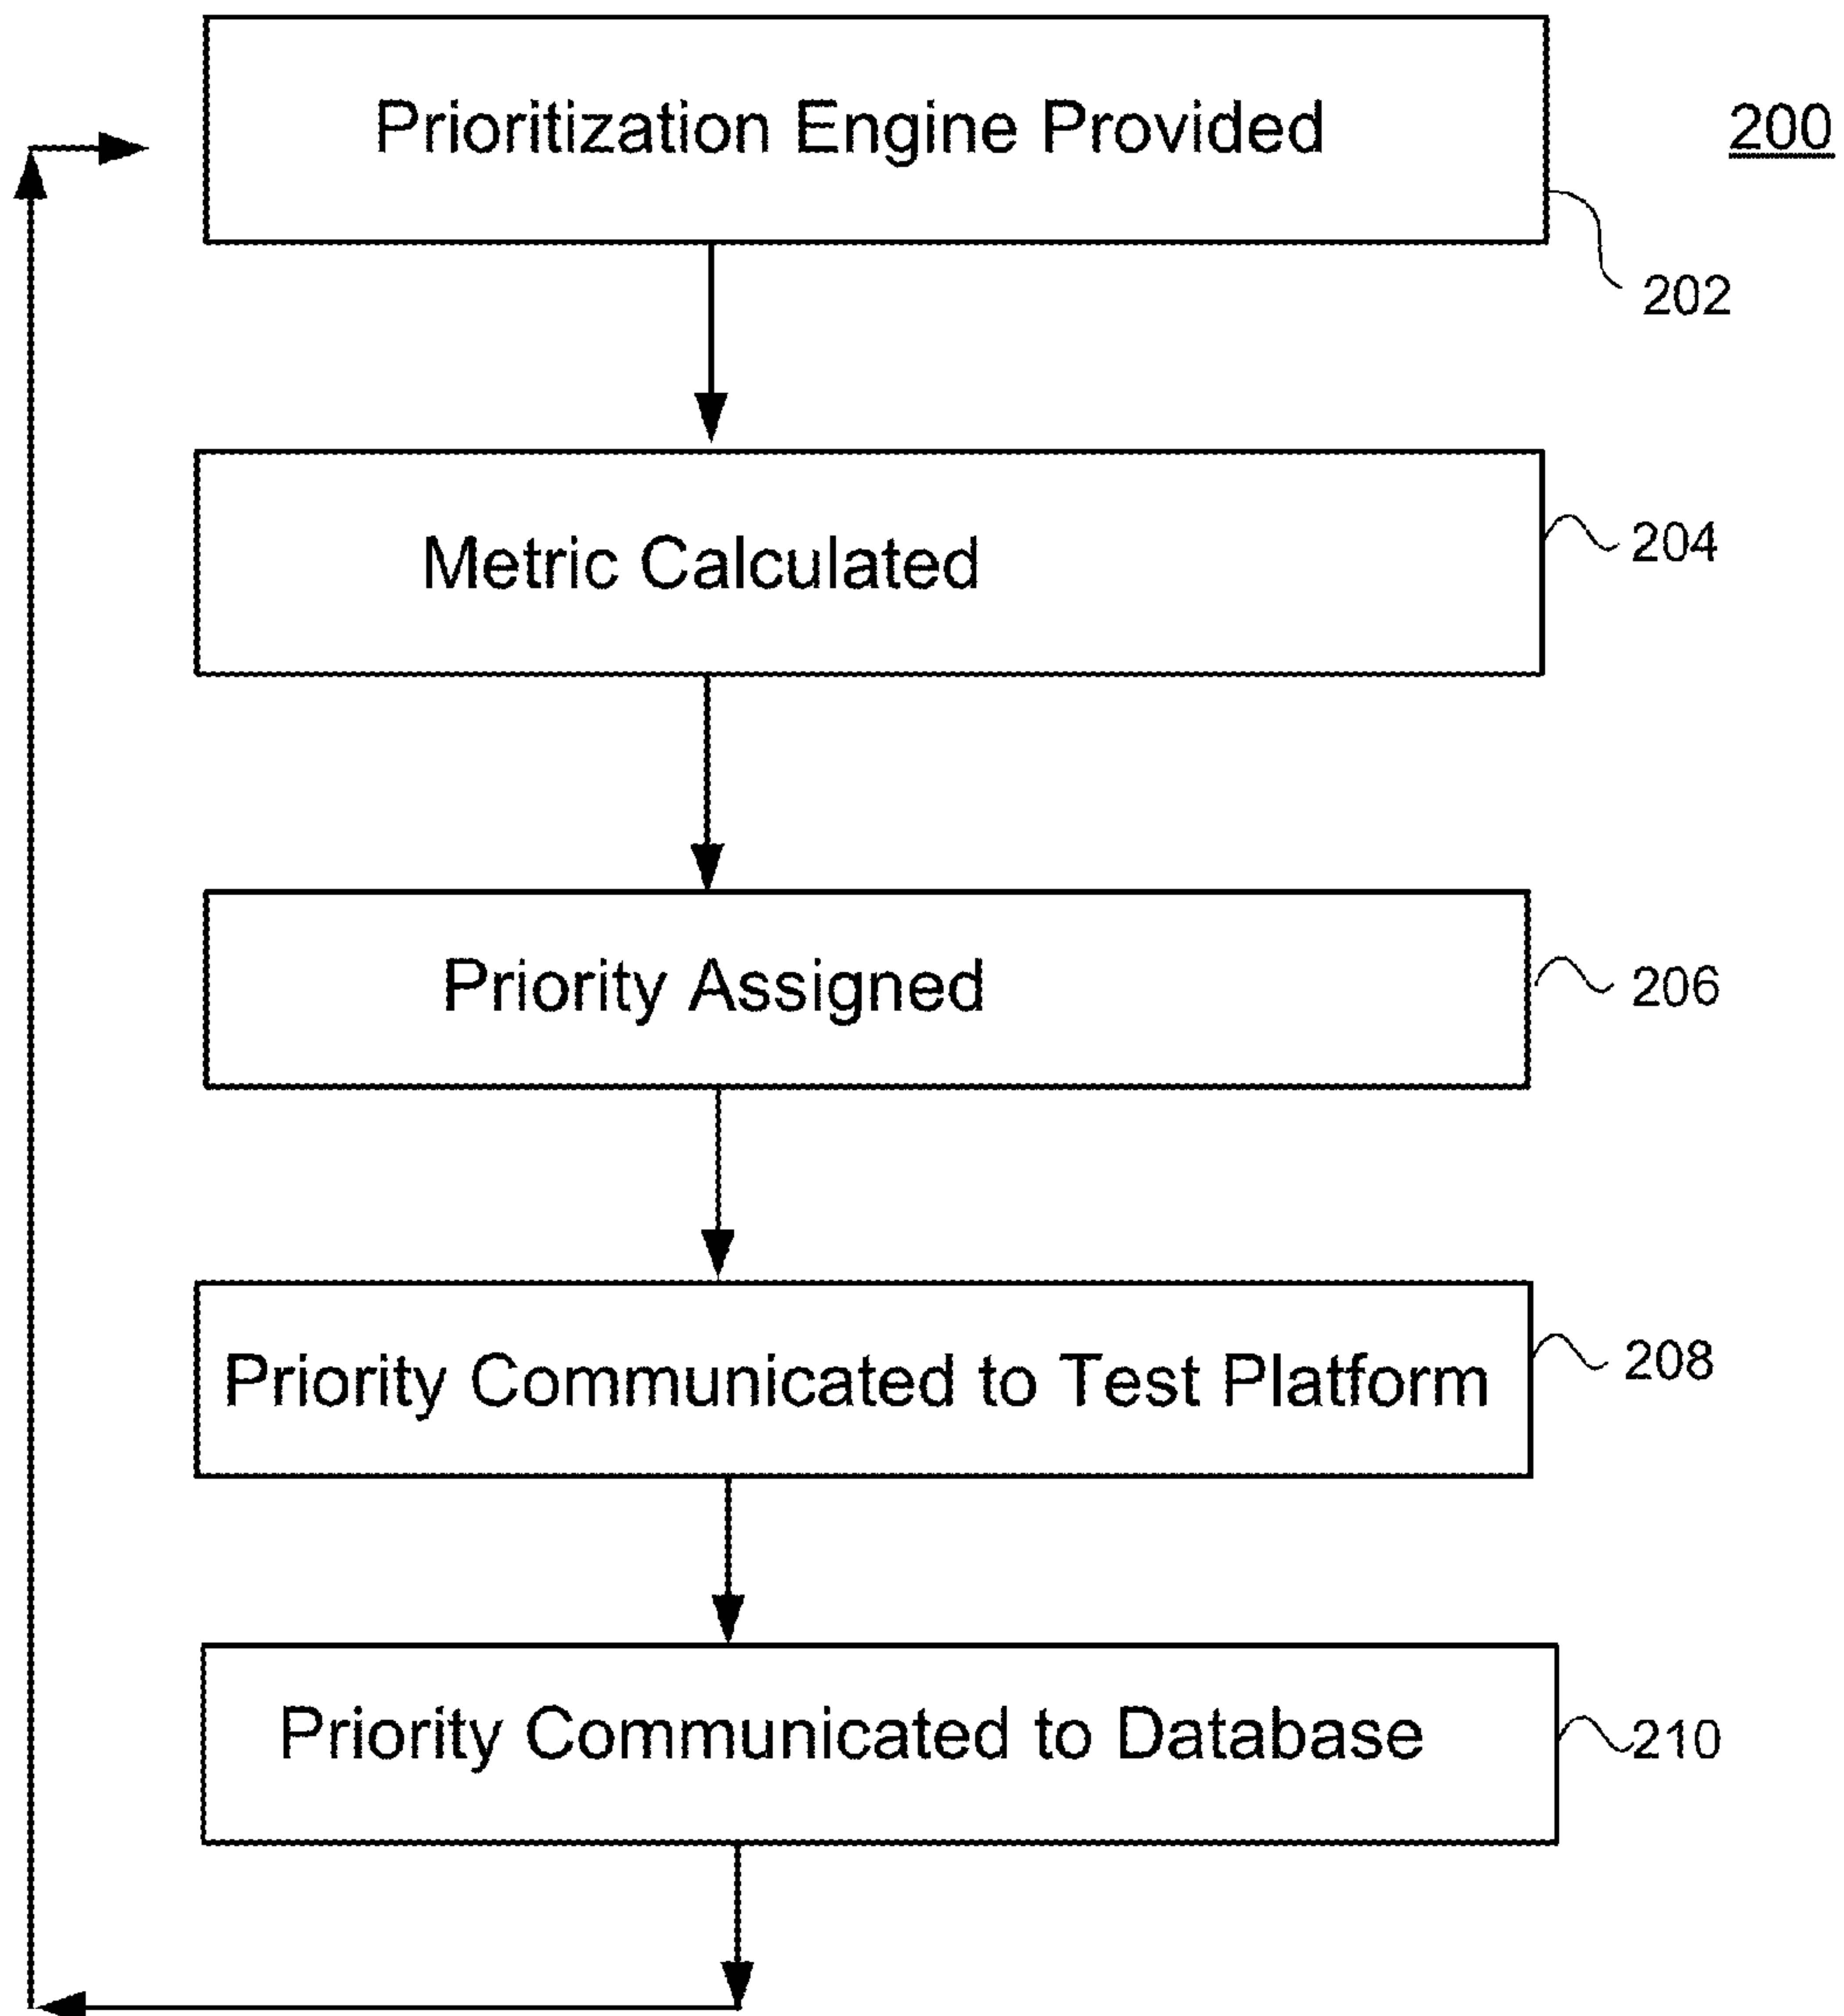 Prioritization Engine Provided
200
202
Metric Calculated
204
Priority Assigned
206
Priority Communicated to Test Platform
208
Priority Communicated to Database
210